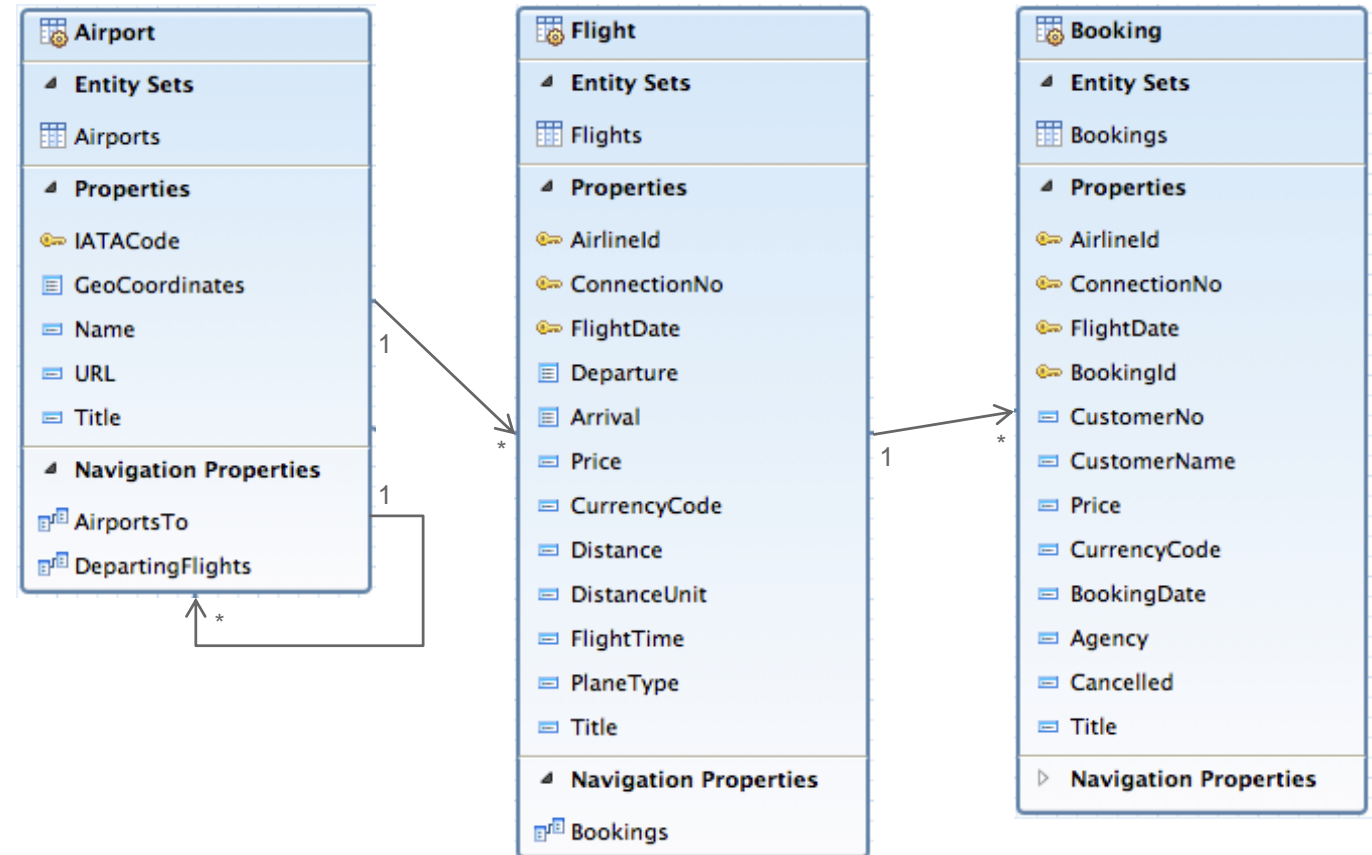 Airport
Entity Sets
Airports
Properties
IATACode
GeoCoordinates
Name
URL
Title
Navigation Properties
AirportsTo
DepartingFlights
1
1
*
*
Flight
Entity Sets
Flights
Properties
AirlineId
ConnectionNo
FlightDate
Departure
Arrival
Price
CurrencyCode
Distance
DistanceUnit
FlightTime
PlaneType
Title
Navigation Properties
Bookings
1
*
Booking
Entity Sets
Bookings
Properties
AirlineId
ConnectionNo
FlightDate
BookingId
CustomerNo
CustomerName
Price
CurrencyCode
BookingDate
Agency
Cancelled
Title
Navigation Properties